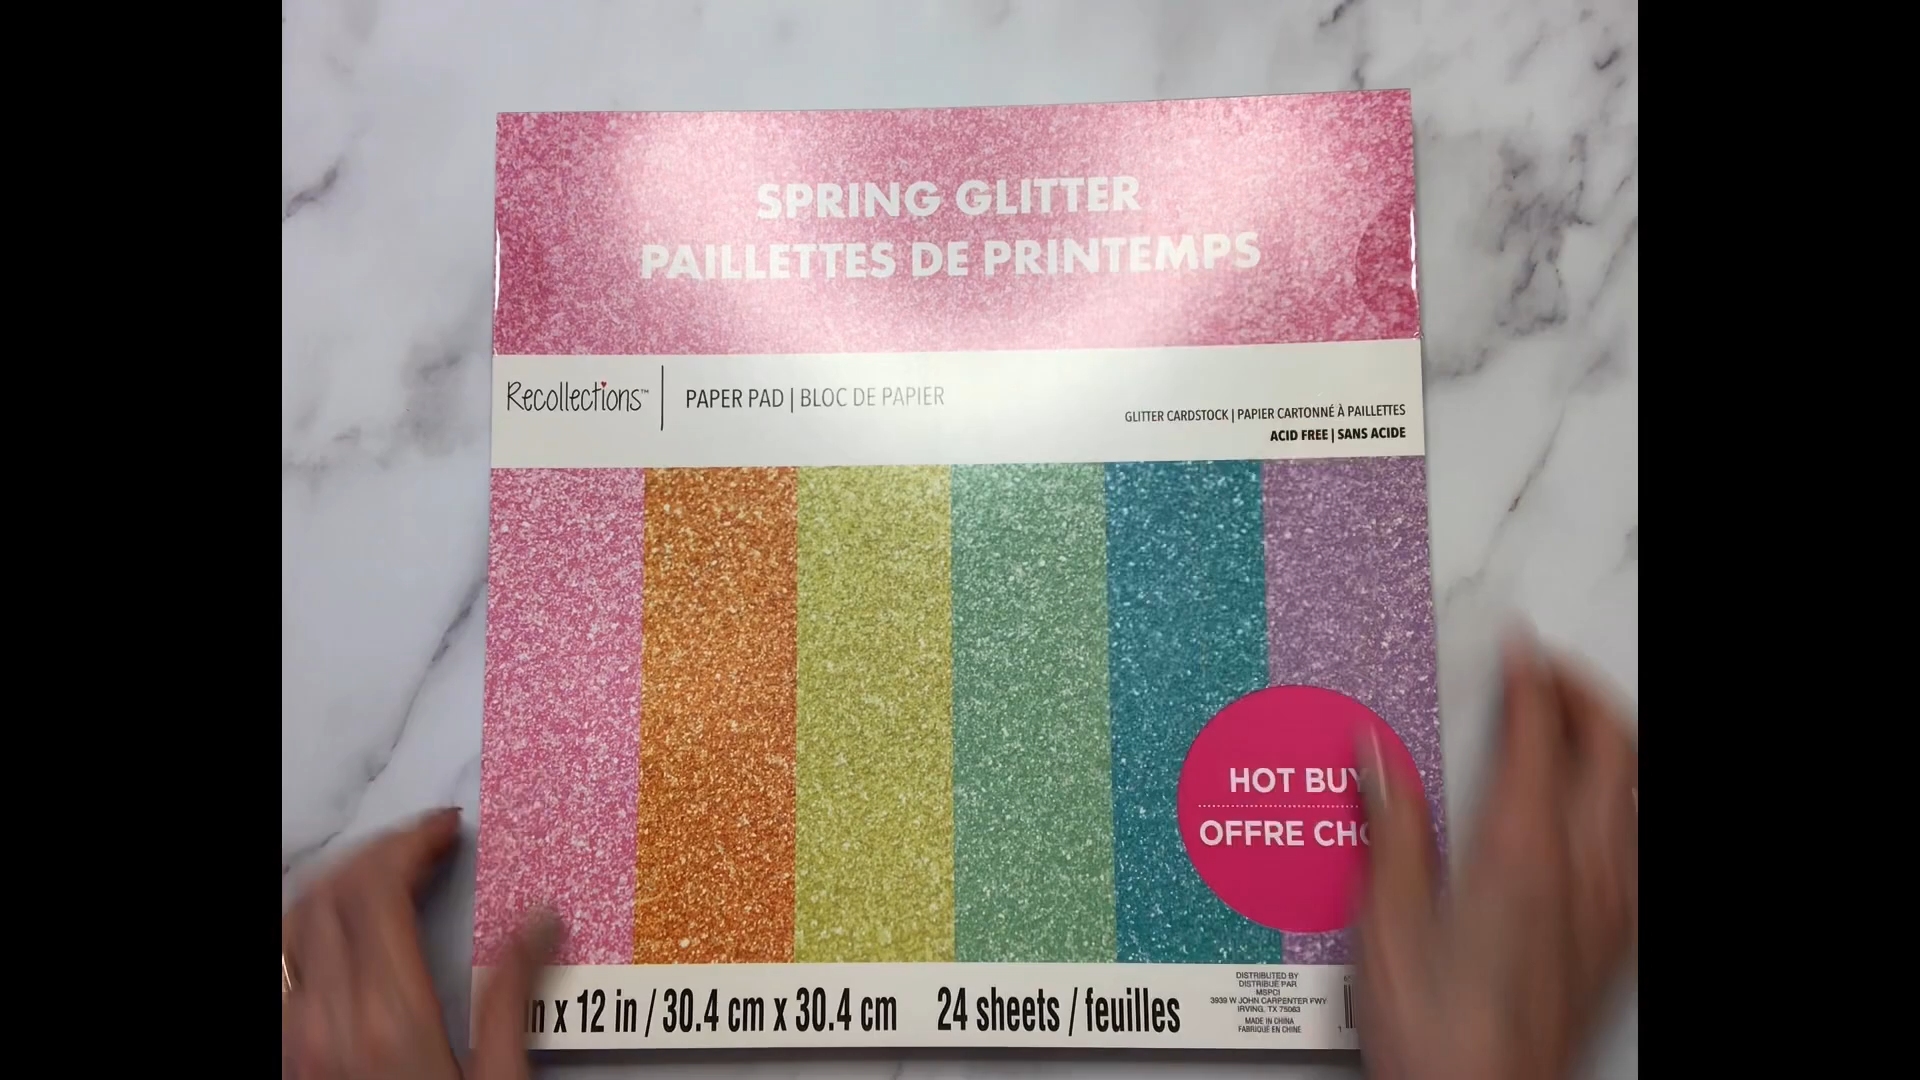 SPRING GLITTER
PAILLETTES DE PRINTEMPS
Recollections™
PAPER PAD | BLOC DE PAPIER
GLITTER CARDSTOCK | PAPIER CARTONNÉ À PAILLETTES
ACID FREE | SANS ACIDE
HOT BUY
OFFRE
x 12 in / 30.4 cm x 30.4 cm
24 sheets / feuilles
DISTRIBUTED BY
DISTRIBUÉ PAR
MSPCI
3939 W JOHN CARPENTER FWY
IRVING, TX 75063
MADE IN CHINA
FABRIQUÉ EN CHINE